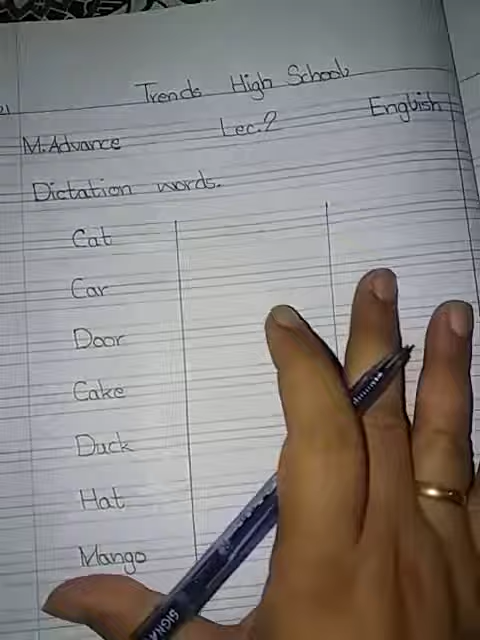 Trends High School
M.Advance Lec.2 English
Dictation words.
Cat
Car
Door
Cake
Duck
Hat
Mango